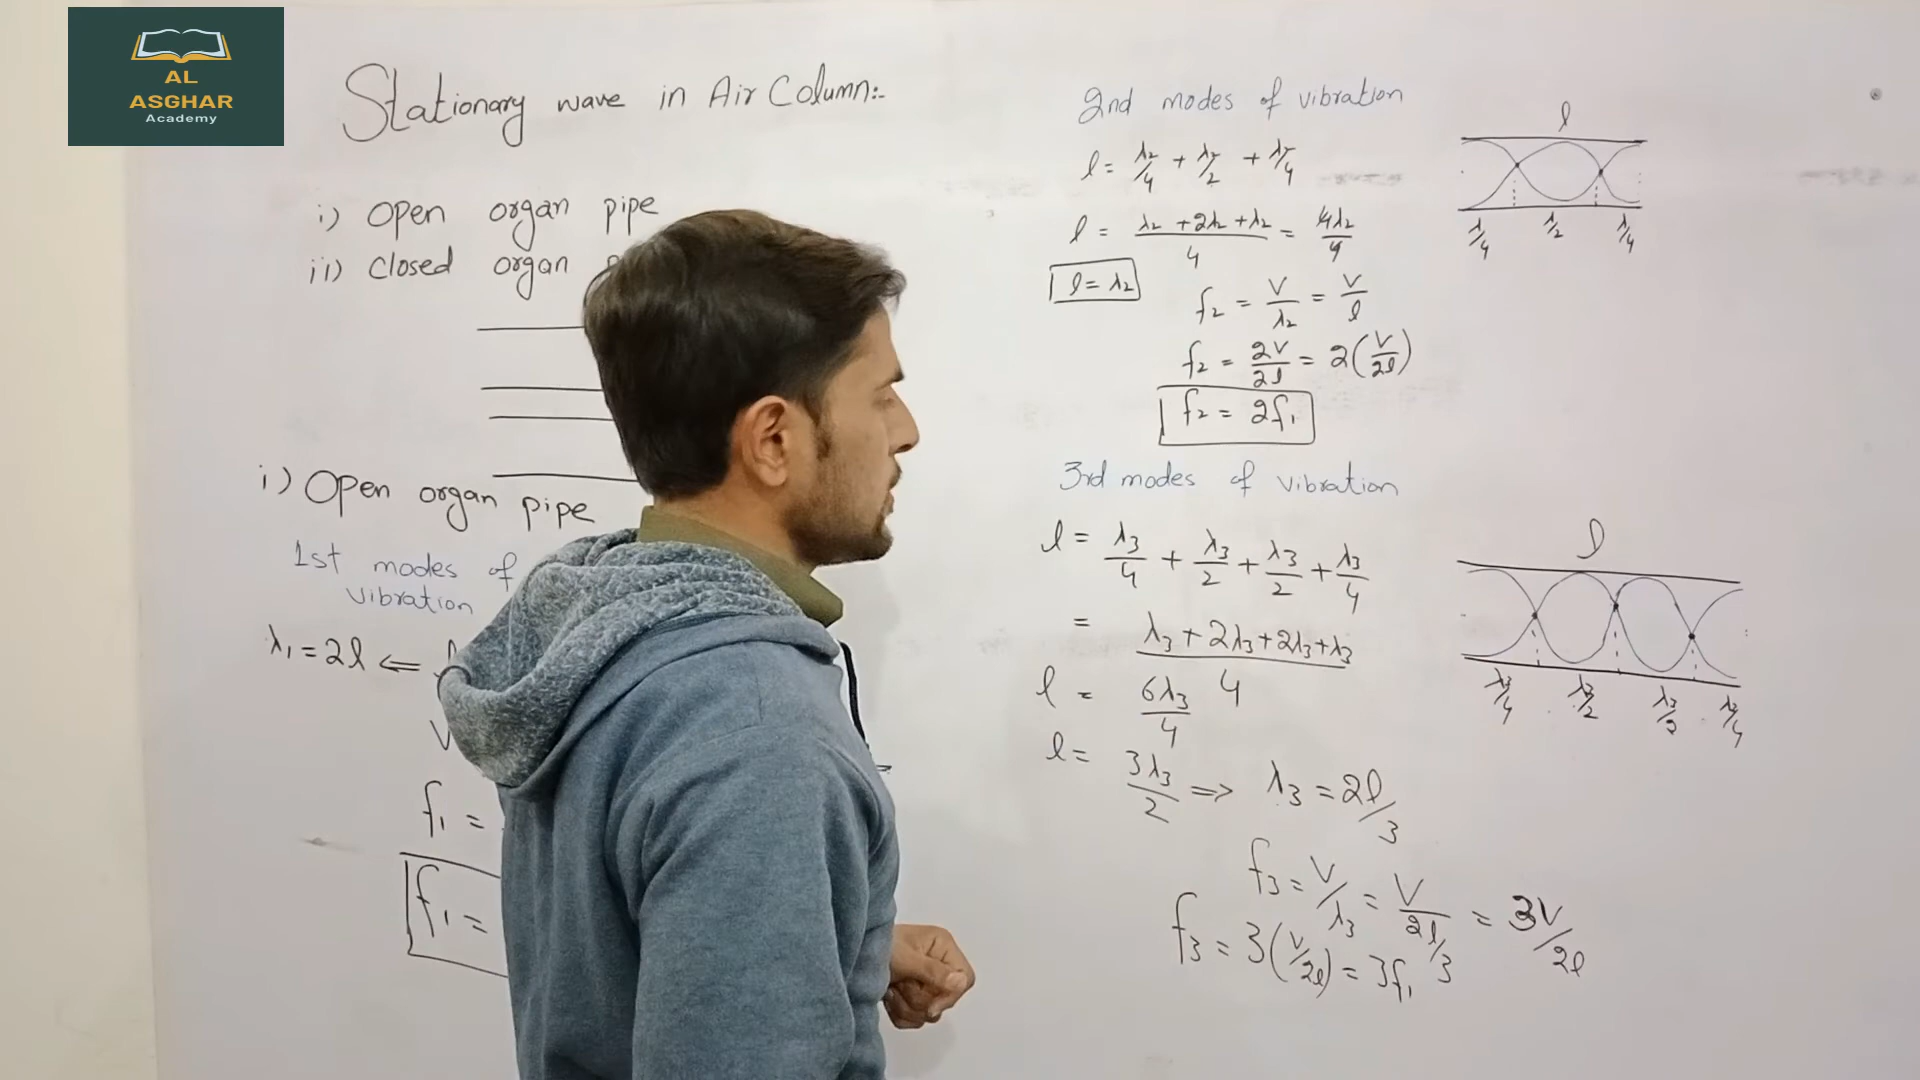 AL
ASGHAR
Academy
Stationary wave in Air Column:-
i) Open organ pipe
ii) Closed organ
i) Open organ pipe
1st modes of
vibration
λ₁ = 2l ⇐
V
f₁ =
f₁ =
2nd modes of vibration
l = λ₂/4 + λ₂/2 + λ₂/4
l = (λ₂ + 2λ₂ + λ₂)/4 = 4λ₂/4
l = λ₂
f₂ = V/λ₂ = V/l
f₂ = 2V/2l = 2(V/2l)
f₂ = 2f₁
l
λ/4 λ/2 λ/4
3rd modes of vibration
l = λ₃/4 + λ₃/2 + λ₃/2 + λ₃/4
= (λ₃ + 2λ₃ + 2λ₃ + λ₃)/4
l = 6λ₃/4
l = 3λ₃/2 ⇒ λ₃ = 2l/3
f₃ = V/λ₃ = V/2l/3 = 3V/2l
f₃ = 3(V/2l) = 3f₁
l
λ₃/4 λ₃/2 λ₃/2 λ₃/4